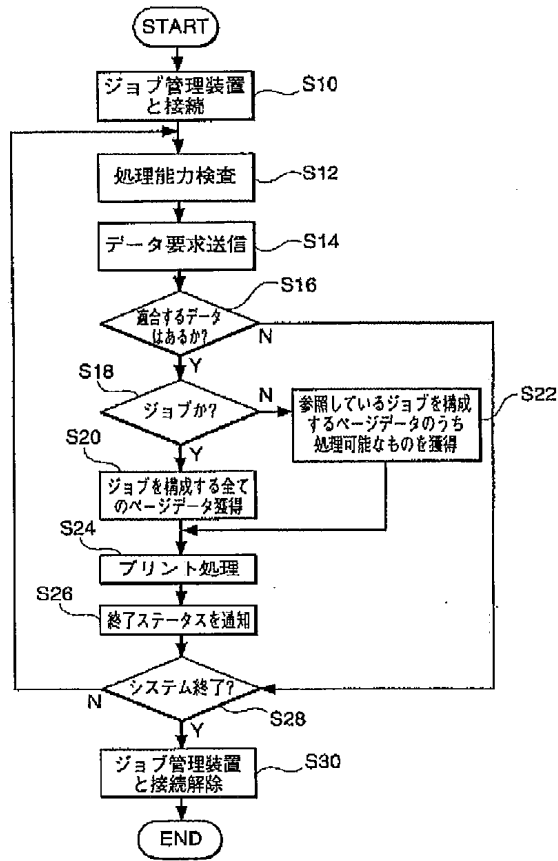 START
ジョブ管理装置
と接続
S10
処理能力検査
S12
データ要求送信
S14
S16
適合するデータ
はあるか?
N
Y
S18
ジョブか?
N
Y
参照しているジョブを構成
するページデータのうち
処理可能なものを獲得
S22
S20
ジョブを構成する全て
のページデータ獲得
S24
プリント処理
S26
終了ステータスを通知
システム終了?
N
S28
Y
ジョブ管理装置
と接続解除
S30
END